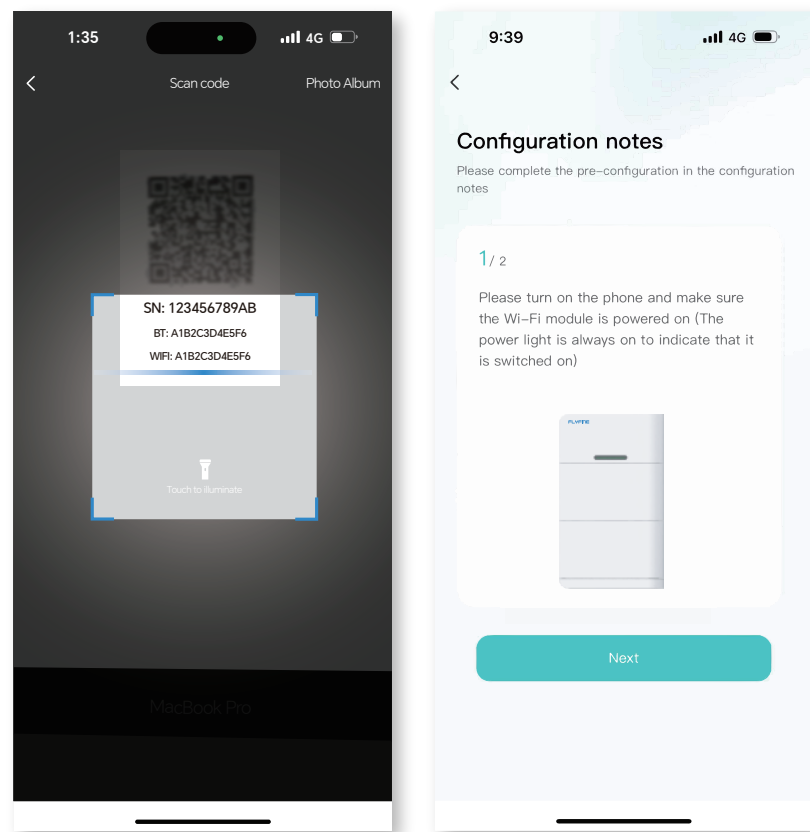 1:35
4G
Scan code
Photo Album
SN: 123456789AB
BT: A1B2C3D4E5F6
WIFI: A1B2C3D4E5F6
Touch to illuminate
MacBook Pro
9:39
4G
Configuration notes
Please complete the pre-configuration in the configuration
notes
1/ 2
Please turn on the phone and make sure
the Wi-Fi module is powered on (The
power light is always on to indicate that it
is switched on)
FLYFINE
Next